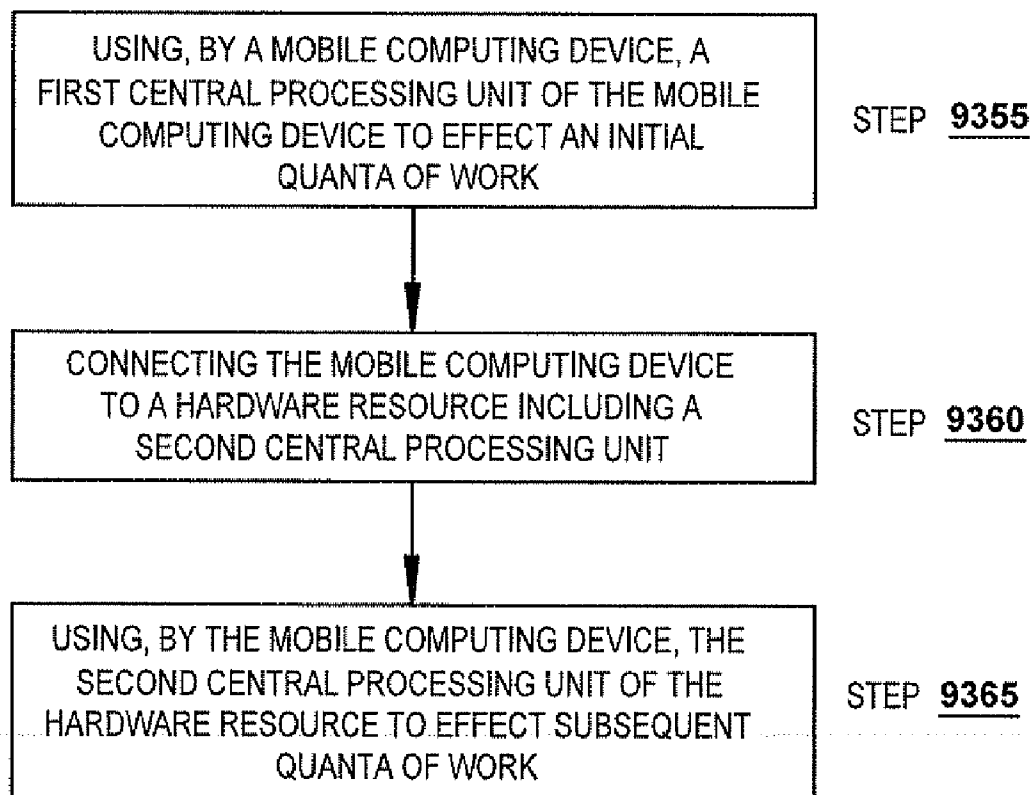 USING, BY A MOBILE COMPUTING DEVICE, A
FIRST CENTRAL PROCESSING UNIT OF THE MOBILE
COMPUTING DEVICE TO EFFECT AN INITIAL
QUANTA OF WORK
STEP 9355
CONNECTING THE MOBILE COMPUTING DEVICE
TO A HARDWARE RESOURCE INCLUDING A
SECOND CENTRAL PROCESSING UNIT
STEP 9360
USING, BY THE MOBILE COMPUTING DEVICE, THE
SECOND CENTRAL PROCESSING UNIT OF THE
HARDWARE RESOURCE TO EFFECT SUBSEQUENT
QUANTA OF WORK
STEP 9365